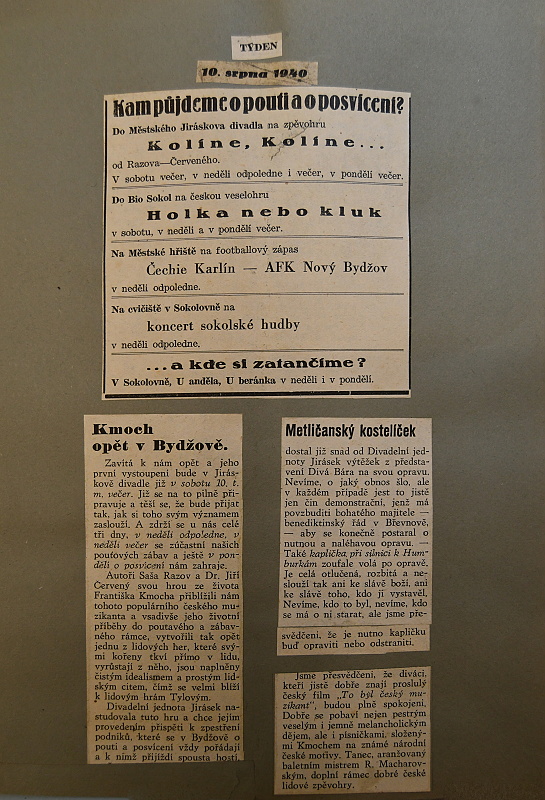 TÝDEN
10. srpna 1940
Kam půjdeme o pouti a o posvícení?
Do Městského Jiráskova divadla na zpěvohru
Kolíne, Kolíne...
od Razova—Červeného.
V sobotu večer, v neděli odpoledne i večer, v pondělí večer.
Do Bio Sokol na českou veselohru
Holka nebo kluk
v sobotu, v neděli a v pondělí večer.
Na Městské hřiště na footballový zápas
Čechie Karlín — AFK Nový Bydžov
v neděli odpoledne.
Na cvičiště v Sokolovně na
koncert sokolské hudby
v neděli odpoledne.
...a kde si zatančíme?
V Sokolovně, U anděla, U beránka v neděli i v pondělí.
Kmoch
opět v Bydžově.
Zavítá k nám opět a jeho
první vystoupení bude v Jirás-
kově divadle již v sobotu 10. t.
m. večer. Již se na to pilně při-
pravuje a těší se, že bude přijat
tak, jak si toho svým významem
zaslouží. A zdrží se u nás celé
tři dny, v neděli odpoledne, v
neděli večer se zúčastní našich
pouťových zábav a ještě v pon-
dělí o posvícení nám zahraje.
Autoři Saša Razov a Dr. Jiří
Červený svou hrou ze života
Františka Kmocha přiblížili nám
tohoto populárního českého mu-
zikanta a vsadivše jeho životní
příběhy do poutavého a zábav-
ného rámce, vytvořili tak opět
jednu z lidových her, které svý-
mi kořeny tkví přímo v lidu,
vyrůstají z něho, jsou naplněny
čistým idealismem a prostým lid-
ským citem, čímž se velmi blíží
k lidovým hrám Tylovým.
Divadelní jednota Jirásek na-
studovala tuto hru a chce jejím
provedením přispěti k zpestření
podniků, které se v Bydžově o
pouti a posvícení vždy pořádají
a k nimž přijíždí spousta hostí.
Metličanský kostelíček
dostal již snad od Divadelní jed-
noty Jirásek výtěžek z předsta-
vení Divá Bára na svou opravu.
Nevíme, o jaký obnos šlo, ale
v každém případě jest to jistě
jen čin demonstrační, jenž má
povzbuditi bohatého majitele —
benediktinský řád v Břevnově,
— aby se konečně postaral o
nutnou a naléhavou opravu. —
Také kaplička při silnici k Hum-
burkám zoufale volá po opravě.
Je celá otlučená, rozbitá a ne-
slouží tak ani ke slávě boží, ani
ke slávě toho, kdo ji vystavěl.
Nevíme, kdo to byl, nevíme, kdo
se má o ni starat, ale jsme pře-
svědčeni, že je nutno kapličku
buď opraviti nebo odstraniti.
Jsme přesvědčeni, že diváci,
kteří jistě dobře znají proslulý
český film „To byl český mu-
zikant", budou plně spokojeni.
Dobře se pobaví nejen pestrým
veselým i jemně melancholickým
dějem, ale i písničkami, složený-
mi Kmochem na známé národní
české motivy. Tanec, aranžovaný
baletním mistrem R. Macharov-
ským, doplní rámec dobré české
lidové zpěvohry.